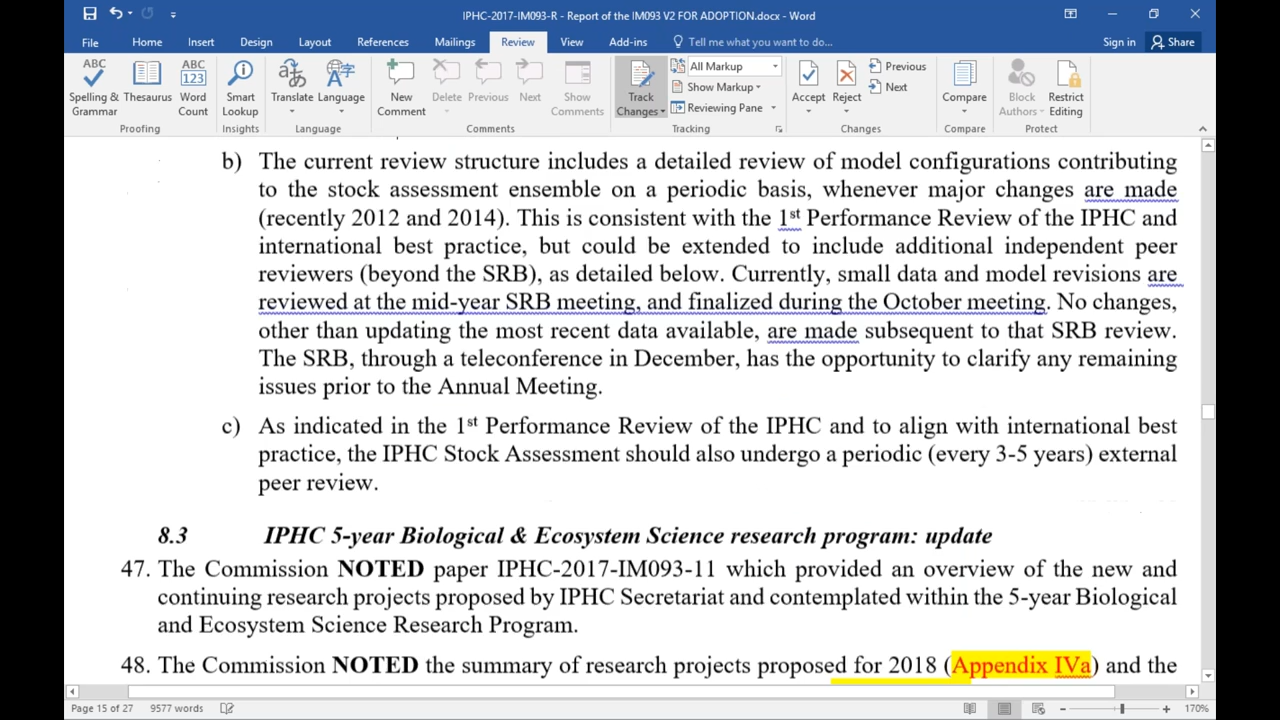 IPHC-2017-IM093-R - Report of the IM093 V2 FOR ADOPTION.docx - Word
File Home Insert Design Layout References Mailings Review View Add-ins Tell me what you want to do... Sign in Share
ABC ABC 123
Spelling & Grammar Thesaurus Word Count Smart Lookup Translate Language New Comment Delete Previous Next Show Comments Track Changes All Markup Show Markup Reviewing Pane Accept Reject Previous Next Compare Block Authors Restrict Editing
Proofing Insights Language Comments Tracking Changes Compare Protect
b) The current review structure includes a detailed review of model configurations contributing
to the stock assessment ensemble on a periodic basis, whenever major changes are made
(recently 2012 and 2014). This is consistent with the 1st Performance Review of the IPHC and
international best practice, but could be extended to include additional independent peer
reviewers (beyond the SRB), as detailed below. Currently, small data and model revisions are
reviewed at the mid-year SRB meeting, and finalized during the October meeting. No changes,
other than updating the most recent data available, are made subsequent to that SRB review.
The SRB, through a teleconference in December, has the opportunity to clarify any remaining
issues prior to the Annual Meeting.
c) As indicated in the 1st Performance Review of the IPHC and to align with international best
practice, the IPHC Stock Assessment should also undergo a periodic (every 3-5 years) external
peer review.
8.3 IPHC 5-year Biological & Ecosystem Science research program: update
47. The Commission NOTED paper IPHC-2017-IM093-11 which provided an overview of the new and
continuing research projects proposed by IPHC Secretariat and contemplated within the 5-year Biological
and Ecosystem Science Research Program.
48. The Commission NOTED the summary of research projects proposed for 2018 (Appendix IVa) and the
Page 15 of 27 9577 words 170%